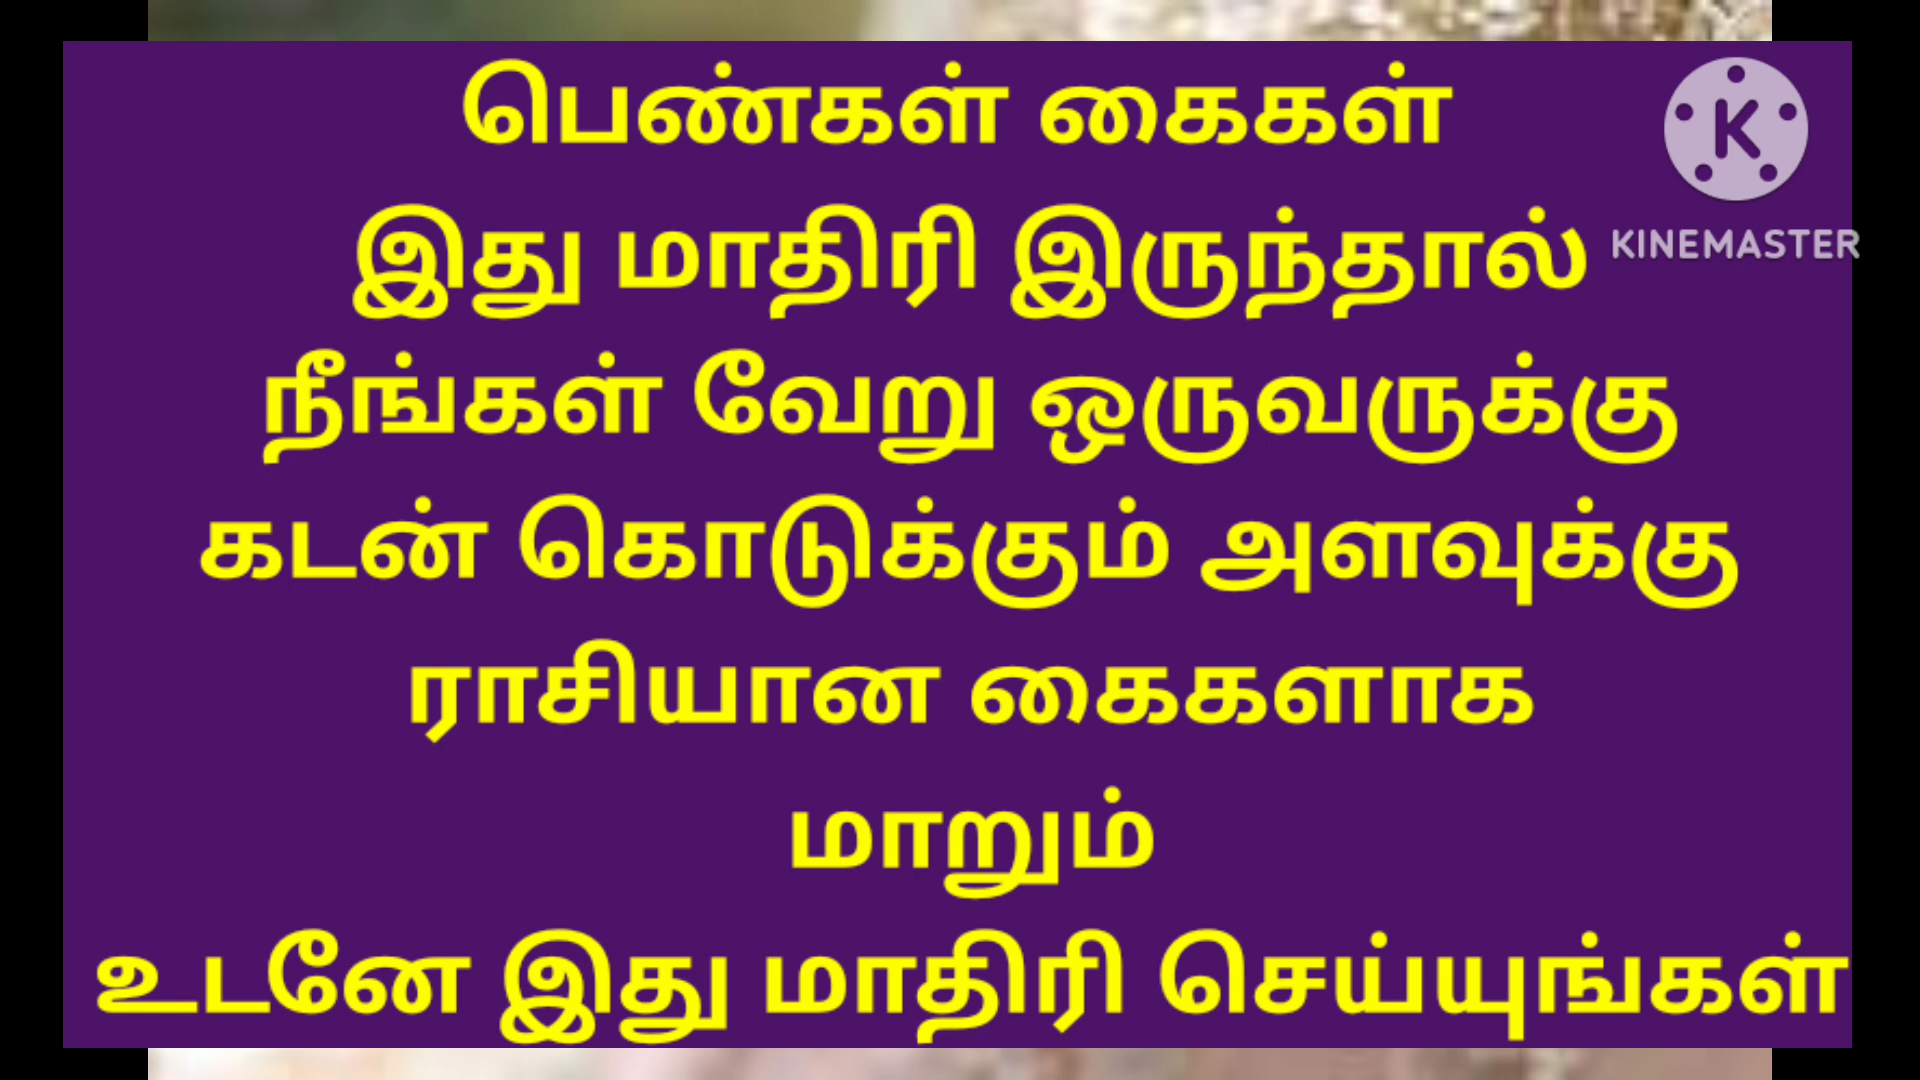 பெண்கள் கைகள்
இது மாதிரி இருந்தால்
நீங்கள் வேறு ஒருவருக்கு
கடன் கொடுக்கும் அளவுக்கு
ராசியான கைகளாக
மாறும்
உடனே இது மாதிரி செய்யுங்கள்
K
KINEMASTER